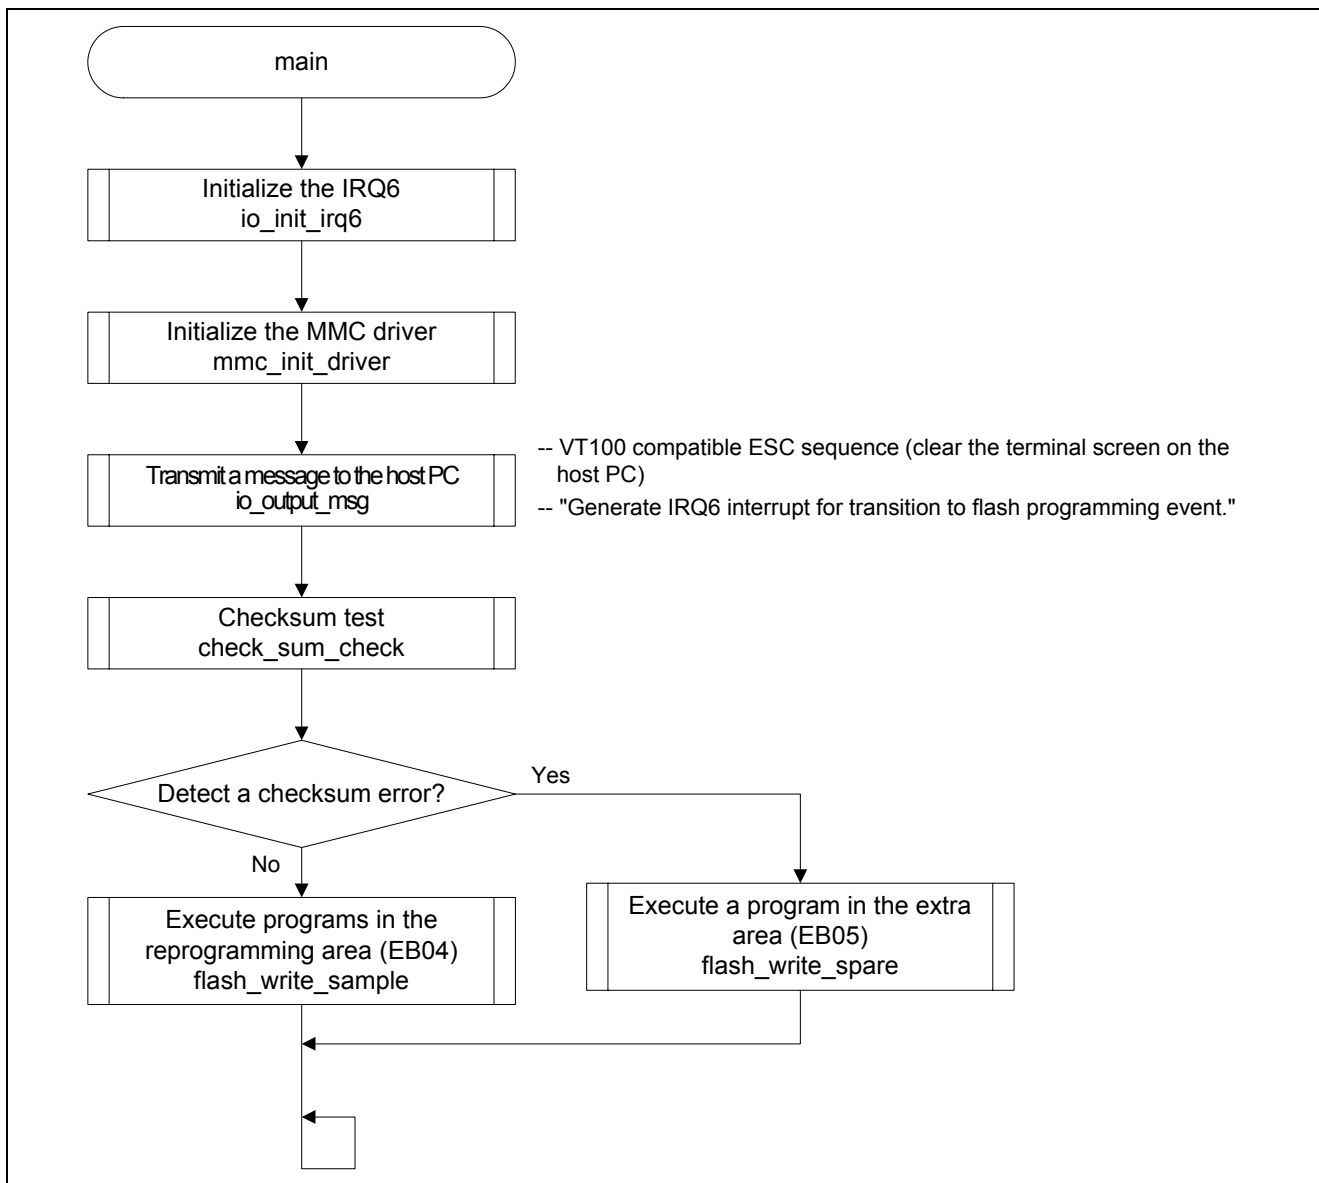 main
Initialize the IRQ6
io_init_irq6
Initialize the MMC driver
mmc_init_driver
Transmit a message to the host PC
io_output_msg
-- VT100 compatible ESC sequence (clear the terminal screen on the
host PC)
-- "Generate IRQ6 interrupt for transition to flash programming event."
Checksum test
check_sum_check
Detect a checksum error?
Yes
No
Execute programs in the
reprogramming area (EB04)
flash_write_sample
Execute a program in the extra
area (EB05)
flash_write_spare